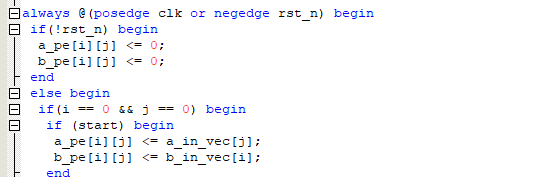 always @(posedge clk or negedge rst_n) begin
if(!rst_n) begin
a_pe[i][j] <= 0;
b_pe[i][j] <= 0;
end
else begin
if(i == 0 && j == 0) begin
if (start) begin
a_pe[i][j] <= a_in_vec[j];
b_pe[i][j] <= b_in_vec[i];
end